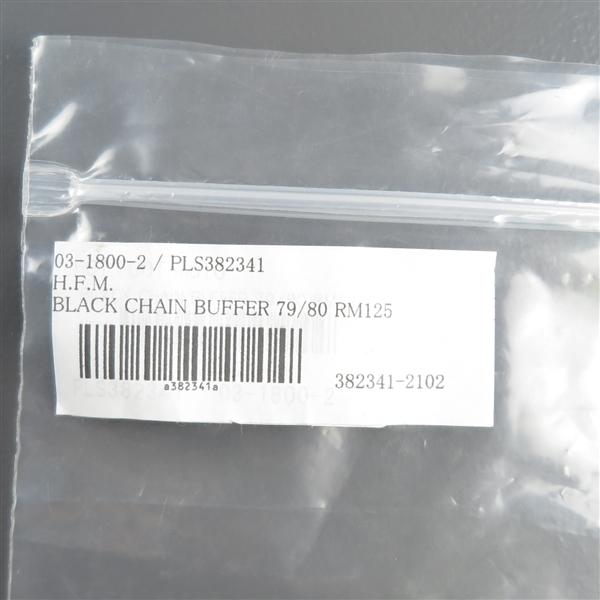 03-1800-2 / PLS382341
H.F.M.
BLACK CHAIN BUFFER 79/80 RM125
a382341a
382341-2102